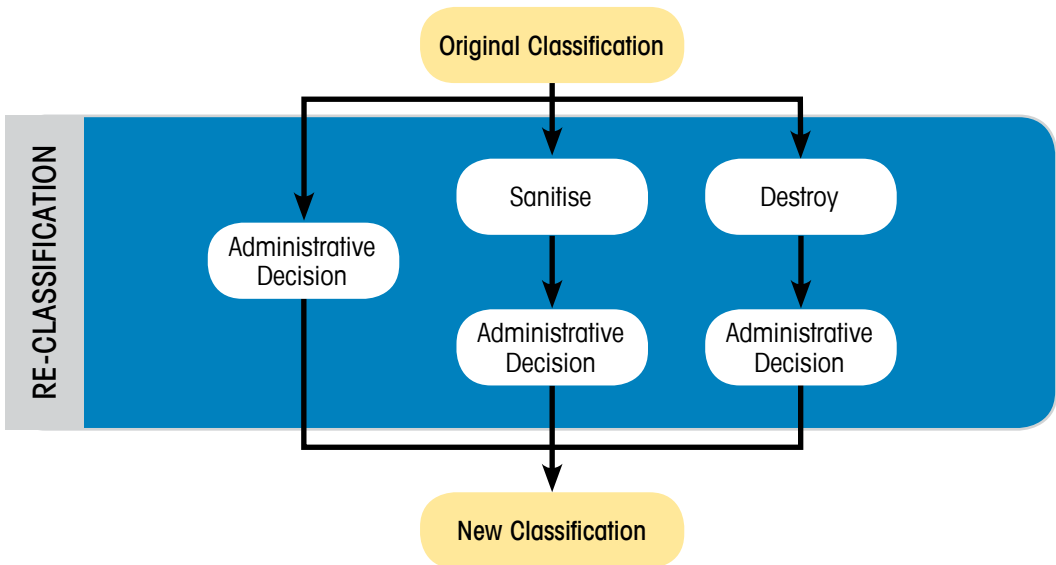 Original Classification
RE-CLASSIFICATION
Sanitise
Destroy
Administrative
Decision
Administrative
Decision
Administrative
Decision
New Classification